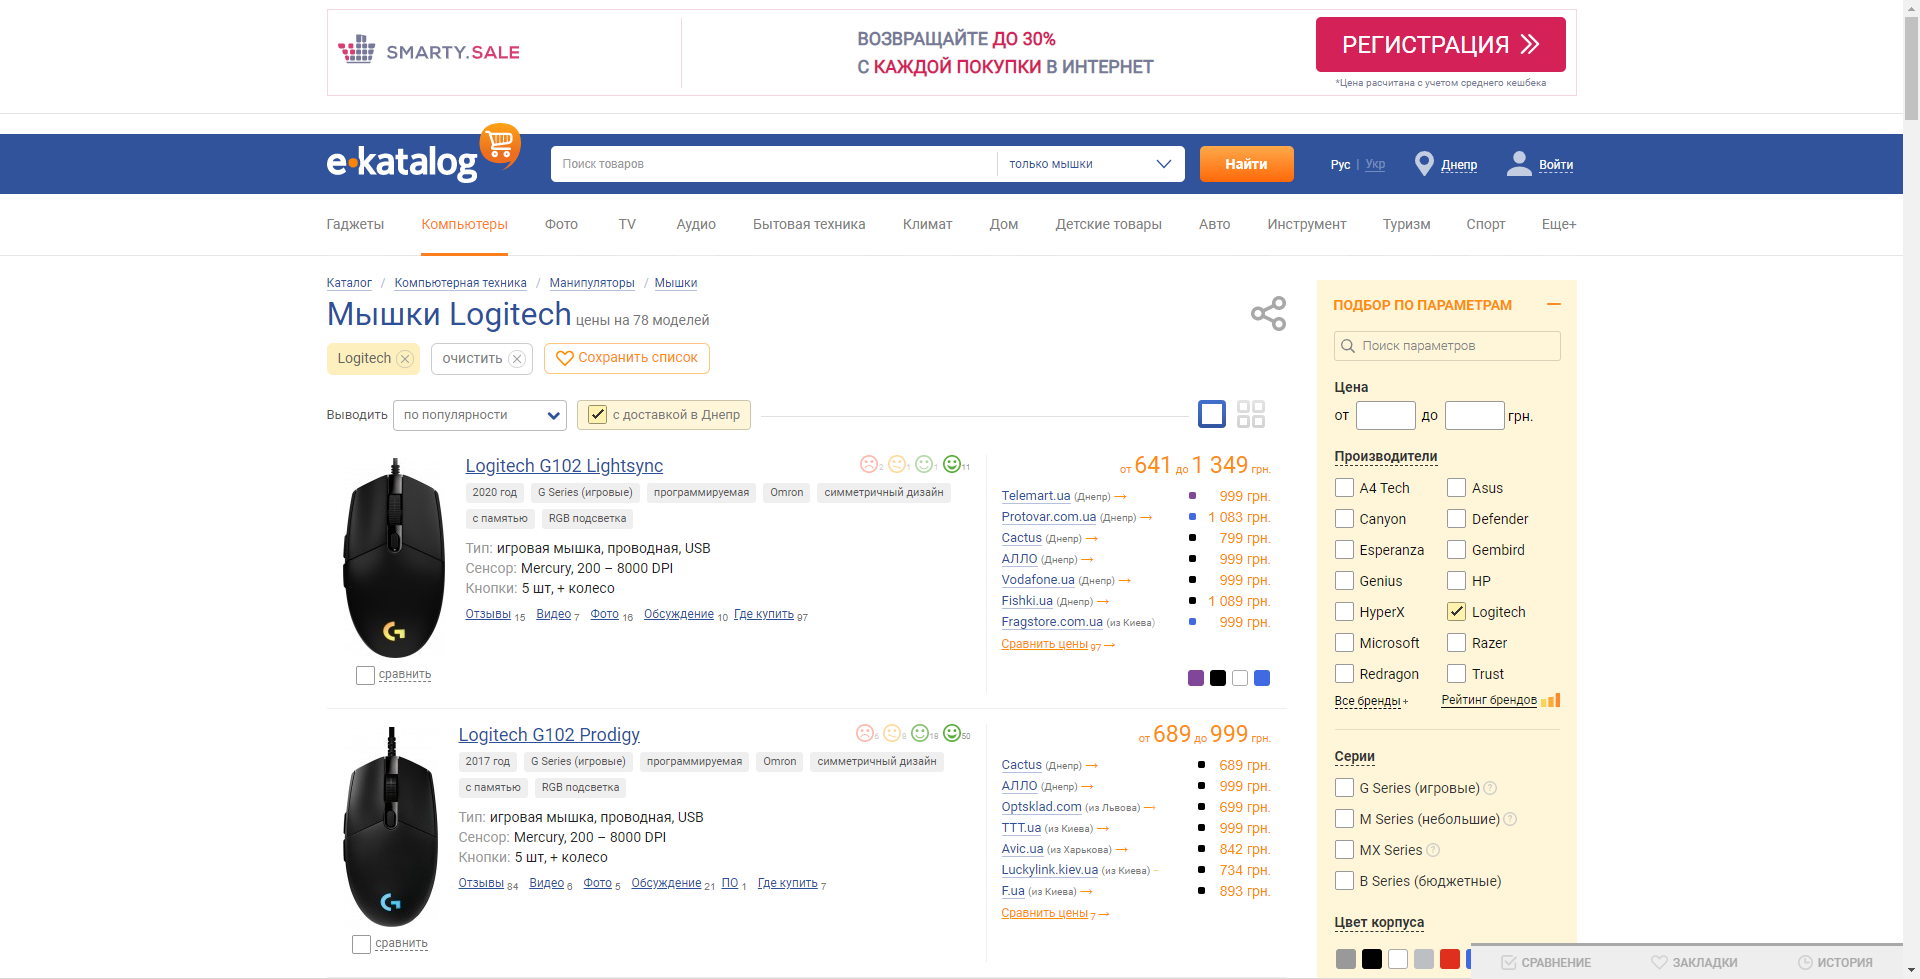 SMARTY.SALE
ВОЗВРАЩАЙТЕ ДО 30%
С КАЖДОЙ ПОКУПКИ В ИНТЕРНЕТ
РЕГИСТРАЦИЯ
*Цена расчитана с учетом среднего кешбека
e-katalog
Поиск товаров
только мышки
Найти
Рус | Укр
Днепр
Войти
Гаджеты Компьютеры Фото TV Аудио Бытовая техника Климат Дом Детские товары Авто Инструмент Туризм Спорт Еще+
Каталог / Компьютерная техника / Манипуляторы / Мышки
Мышки Logitech цены на 78 моделей
Logitech очистить Сохранить список
Выводить по популярности с доставкой в Днепр
Logitech G102 Lightsync
2 1 1 11
2020 год G Series (игровые) программируемая Omron симметричный дизайн
с памятью RGB подсветка
Тип: игровая мышка, проводная, USB
Сенсор: Mercury, 200 – 8000 DPI
Кнопки: 5 шт, + колесо
Отзывы 15 Видео 7 Фото 16 Обсуждение 10 Где купить 97
сравнить
от 641 до 1 349 грн.
Telemart.ua (Днепр) → 999 грн.
Protovar.com.ua (Днепр) → 1 083 грн.
Cactus (Днепр) → 799 грн.
АЛЛО (Днепр) → 999 грн.
Vodafone.ua (Днепр) → 999 грн.
Fishki.ua (Днепр) → 1 089 грн.
Fragstore.com.ua (из Киева) 999 грн.
Сравнить цены 97 →
Logitech G102 Prodigy
6 8 18 50
2017 год G Series (игровые) программируемая Omron симметричный дизайн
с памятью RGB подсветка
Тип: игровая мышка, проводная, USB
Сенсор: Mercury, 200 – 8000 DPI
Кнопки: 5 шт, + колесо
Отзывы 84 Видео 6 Фото 5 Обсуждение 21 ПО 1 Где купить 7
сравнить
от 689 до 999 грн.
Cactus (Днепр) → 689 грн.
АЛЛО (Днепр) → 999 грн.
Optsklad.com (из Львова) → 699 грн.
TTT.ua (из Киева) → 999 грн.
Avic.ua (из Харькова) → 842 грн.
Luckylink.kiev.ua (из Киева) 734 грн.
F.ua (из Киева) → 893 грн.
Сравнить цены 7 →
ПОДБОР ПО ПАРАМЕТРАМ
Поиск параметров
Цена
от до грн.
Производители
A4 Tech Asus
Canyon Defender
Esperanza Gembird
Genius HP
HyperX Logitech
Microsoft Razer
Redragon Trust
Все бренды + Рейтинг брендов
Серии
G Series (игровые) ?
M Series (небольшие) ?
MX Series ?
B Series (бюджетные)
Цвет корпуса
СРАВНЕНИЕ ЗАКЛАДКИ ИСТОРИЯ